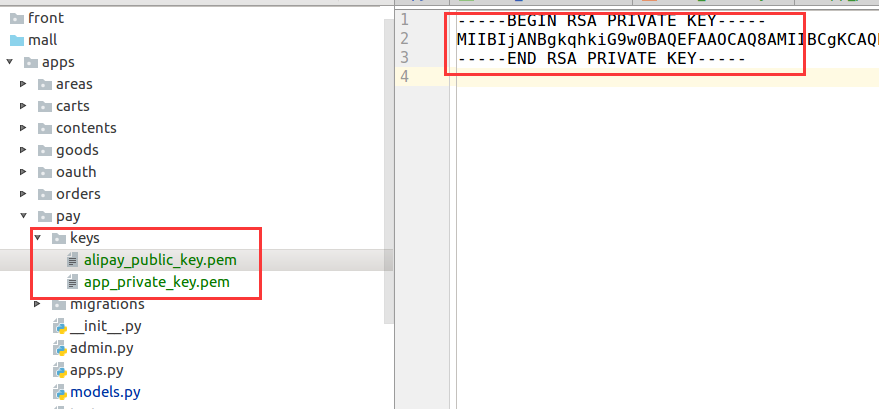 front
mall
apps
areas
carts
contents
goods
oauth
orders
pay
keys
alipay_public_key.pem
app_private_key.pem
migrations
__init__.py
admin.py
apps.py
models.py
1 -----BEGIN RSA PRIVATE KEY-----
2 MIIBIjANBgkqhkiG9w0BAQEFAAOCAQ8AMIIBCgKCAQ
3 -----END RSA PRIVATE KEY-----
4